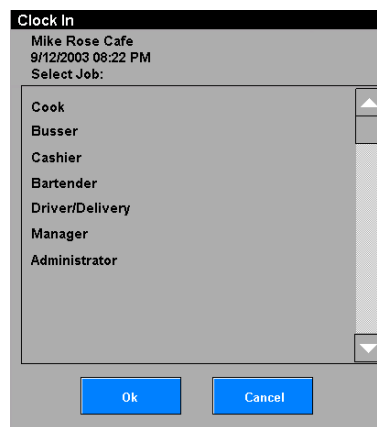 Clock In
Mike Rose Cafe
9/12/2003 08:22 PM
Select Job:
Cook
Busser
Cashier
Bartender
Driver/Delivery
Manager
Administrator
Ok
Cancel